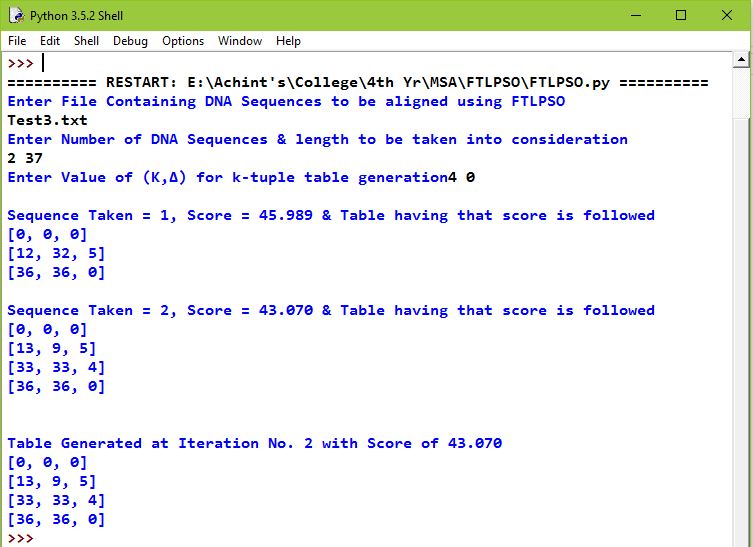 Python 3.5.2 Shell
File Edit Shell Debug Options Window Help
>>>
========== RESTART: E:\Achint's\College\4th Yr\MSA\FTLPSO\FTLPSO.py ==========
Enter File Containing DNA Sequences to be aligned using FTLPSO
Test3.txt
Enter Number of DNA Sequences & length to be taken into consideration
2 37
Enter Value of (K,Δ) for k-tuple table generation4 0
Sequence Taken = 1, Score = 45.989 & Table having that score is followed
[0, 0, 0]
[12, 32, 5]
[36, 36, 0]
Sequence Taken = 2, Score = 43.070 & Table having that score is followed
[0, 0, 0]
[13, 9, 5]
[33, 33, 4]
[36, 36, 0]
Table Generated at Iteration No. 2 with Score of 43.070
[0, 0, 0]
[13, 9, 5]
[33, 33, 4]
[36, 36, 0]
>>>